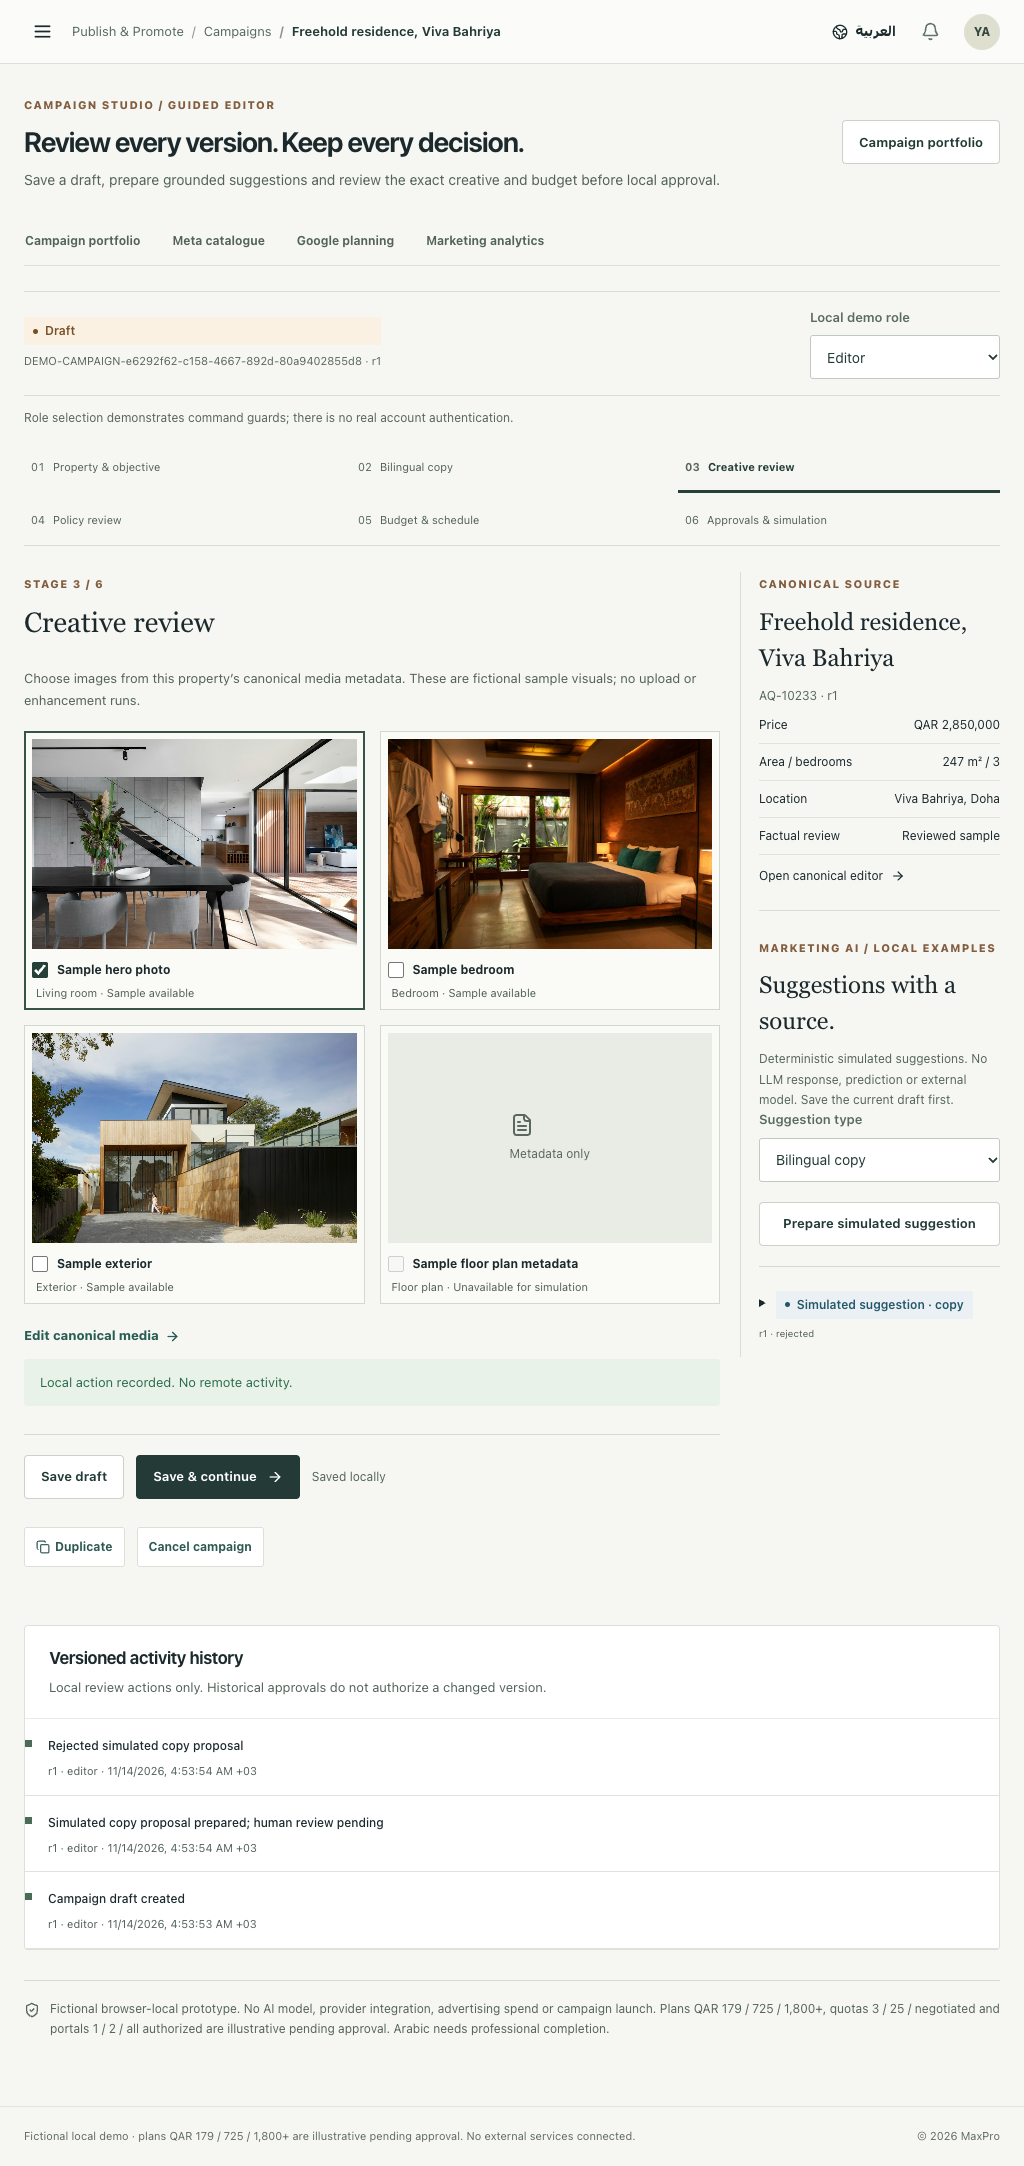 Publish & Promote / Campaigns / Freehold residence, Viva Bahriya
العربية
YA
CAMPAIGN STUDIO / GUIDED EDITOR
Review every version. Keep every decision.
Campaign portfolio
Save a draft, prepare grounded suggestions and review the exact creative and budget before local approval.
Campaign portfolio
Meta catalogue
Google planning
Marketing analytics
Draft
DEMO-CAMPAIGN-e6292f62-c158-4667-892d-80a9402855d8 · r1
Local demo role
Editor
Role selection demonstrates command guards; there is no real account authentication.
01 Property & objective
02 Bilingual copy
03 Creative review
04 Policy review
05 Budget & schedule
06 Approvals & simulation
STAGE 3 / 6
Creative review
Choose images from this property's canonical media metadata. These are fictional sample visuals; no upload or
enhancement runs.
Sample hero photo
Living room · Sample available
Sample bedroom
Bedroom · Sample available
Sample exterior
Exterior · Sample available
Metadata only
Sample floor plan metadata
Floor plan · Unavailable for simulation
Edit canonical media
Local action recorded. No remote activity.
Save draft
Save & continue
Saved locally
Duplicate
Cancel campaign
CANONICAL SOURCE
Freehold residence,
Viva Bahriya
AQ-10233 · r1
Price QAR 2,850,000
Area / bedrooms 247 m² / 3
Location Viva Bahriya, Doha
Factual review Reviewed sample
Open canonical editor
MARKETING AI / LOCAL EXAMPLES
Suggestions with a
source.
Deterministic simulated suggestions. No
LLM response, prediction or external
model. Save the current draft first.
Suggestion type
Bilingual copy
Prepare simulated suggestion
Simulated suggestion · copy
r1 · rejected
Versioned activity history
Local review actions only. Historical approvals do not authorize a changed version.
Rejected simulated copy proposal
r1 · editor · 11/14/2026, 4:53:54 AM +03
Simulated copy proposal prepared; human review pending
r1 · editor · 11/14/2026, 4:53:54 AM +03
Campaign draft created
r1 · editor · 11/14/2026, 4:53:53 AM +03
Fictional browser-local prototype. No AI model, provider integration, advertising spend or campaign launch. Plans QAR 179 / 725 / 1,800+, quotas 3 / 25 / negotiated and
portals 1 / 2 / all authorized are illustrative pending approval. Arabic needs professional completion.
Fictional local demo · plans QAR 179 / 725 / 1,800+ are illustrative pending approval. No external services connected.
© 2026 MaxPro